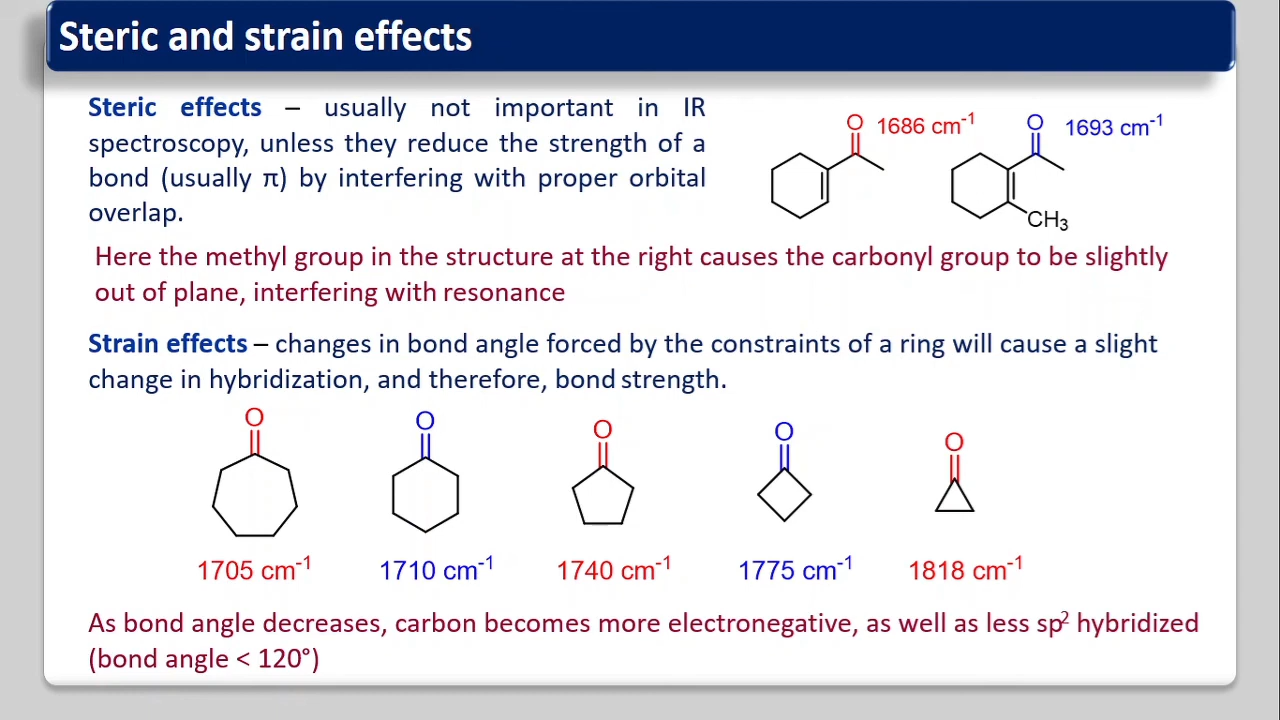 Steric and strain effects
Steric effects – usually not important in IR
spectroscopy, unless they reduce the strength of a
bond (usually π) by interfering with proper orbital
overlap.
O 1686 cm⁻¹ O 1693 cm⁻¹
CH₃
Here the methyl group in the structure at the right causes the carbonyl group to be slightly
out of plane, interfering with resonance
Strain effects – changes in bond angle forced by the constraints of a ring will cause a slight
change in hybridization, and therefore, bond strength.
O O O O O
1705 cm⁻¹ 1710 cm⁻¹ 1740 cm⁻¹ 1775 cm⁻¹ 1818 cm⁻¹
As bond angle decreases, carbon becomes more electronegative, as well as less sp² hybridized
(bond angle < 120°)